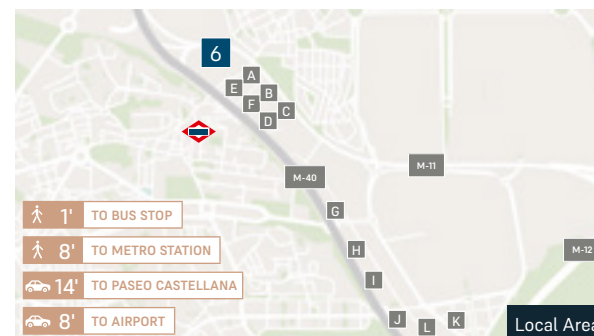 6
A
E
B
F
C
D
M-40
M-11
G
H
M-12
I
J
L
K
1' TO BUS STOP
8' TO METRO STATION
14' TO PASEO CASTELLANA
8' TO AIRPORT
Local Area